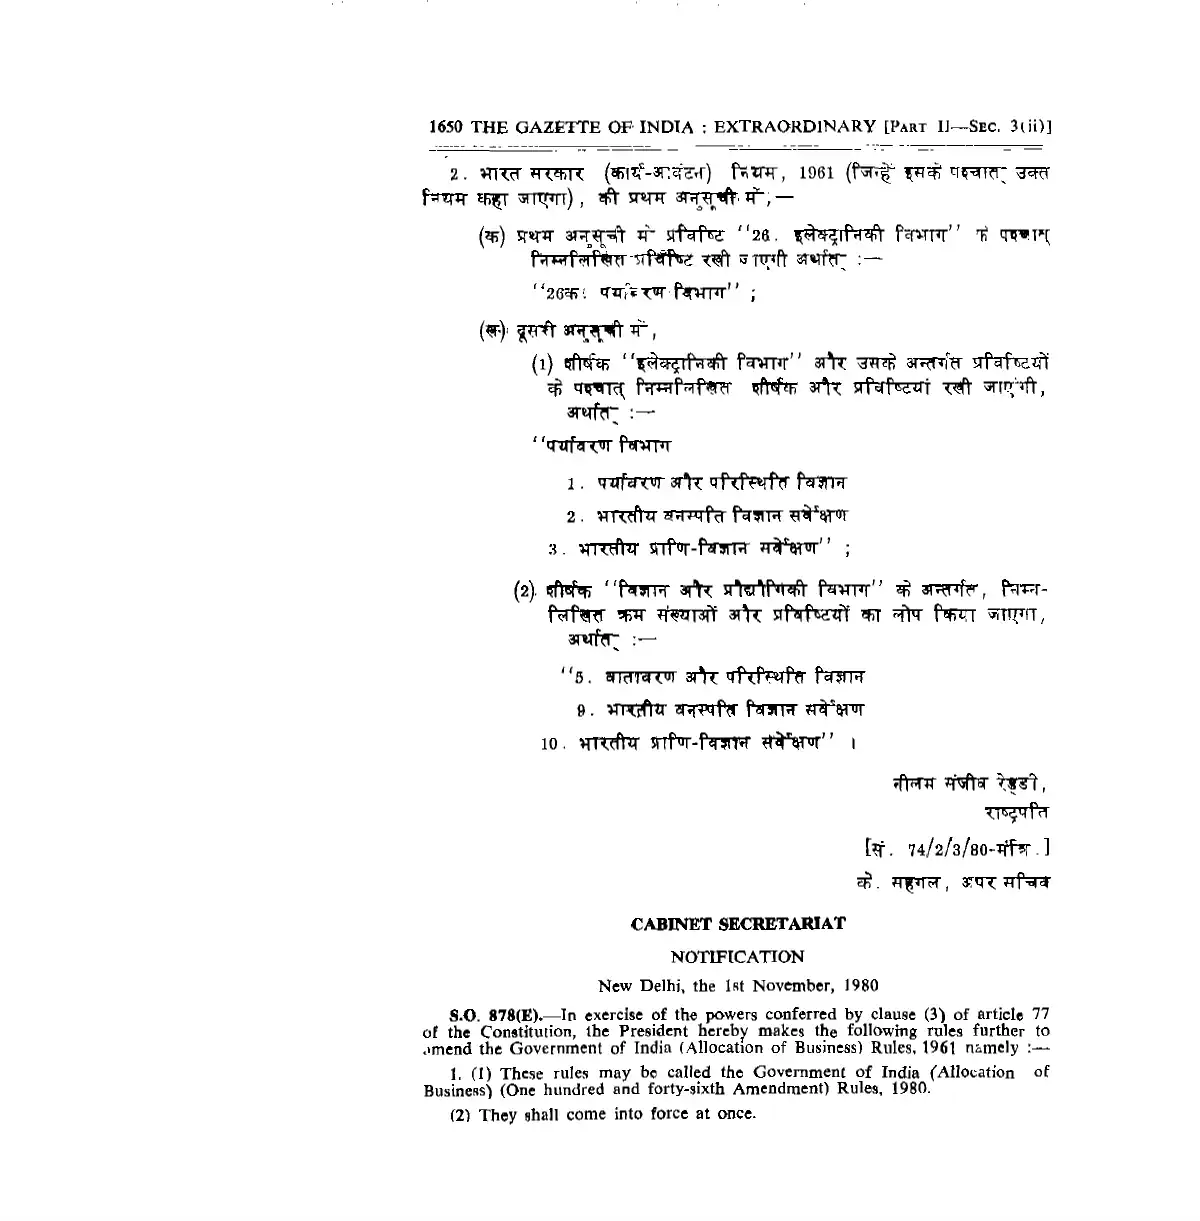 1650 THE GAZETTE OF INDIA : EXTRAORDINARY [PART II—SEC. 3(ii)]
2. भारत सरकार (कार्य-आवंटन) नियम, 1961 (जिन्हें इसके पश्चात् उक्त
नियम कहा जाएगा), की प्रथम अनुसूची में,—
(क) प्रथम अनुसूची में प्रविष्टि "26. इलेक्ट्रानिकी विभाग" के पश्चात्
निम्नलिखित प्रविष्टि रखी जाएगी अर्थात् :—
"26क. पर्यावरण विभाग" ;
(ख) दूसरी अनुसूची में,
(1) शीर्षक "इलेक्ट्रानिकी विभाग" और उसके अन्तर्गत प्रविष्टियों
के पश्चात् निम्नलिखित शीर्षक और प्रविष्टियां रखी जाएंगी,
अर्थात् :—
"पर्यावरण विभाग
1. पर्यावरण और परिस्थिति विज्ञान
2. भारतीय वनस्पति विज्ञान सर्वेक्षण
3. भारतीय प्राणि-विज्ञान सर्वेक्षण" ;
(2) शीर्षक "विज्ञान और प्रौद्यौगिकी विभाग" के अन्तर्गत, निम्न-
लिखित क्रम संख्याओं और प्रविष्टियों का लोप किया जाएगा,
अर्थात् :—
"5. वातावरण और परिस्थिति विज्ञान
9. भारतीय वनस्पति विज्ञान सर्वेक्षण
10. भारतीय प्राणि-विज्ञान सर्वेक्षण" ।
नीलम संजीव रेड्डी,
राष्ट्रपति
[सं. 74/2/3/80-मंत्रि.]
के. सहगल, अपर सचिव
CABINET SECRETARIAT
NOTIFICATION
New Delhi, the 1st November, 1980
S.O. 878(E).—In exercise of the powers conferred by clause (3) of article 77
of the Constitution, the President hereby makes the following rules further to
amend the Government of India (Allocation of Business) Rules, 1961 namely :—
1. (1) These rules may be called the Government of India (Allocation of
Business) (One hundred and forty-sixth Amendment) Rules, 1980.
(2) They shall come into force at once.